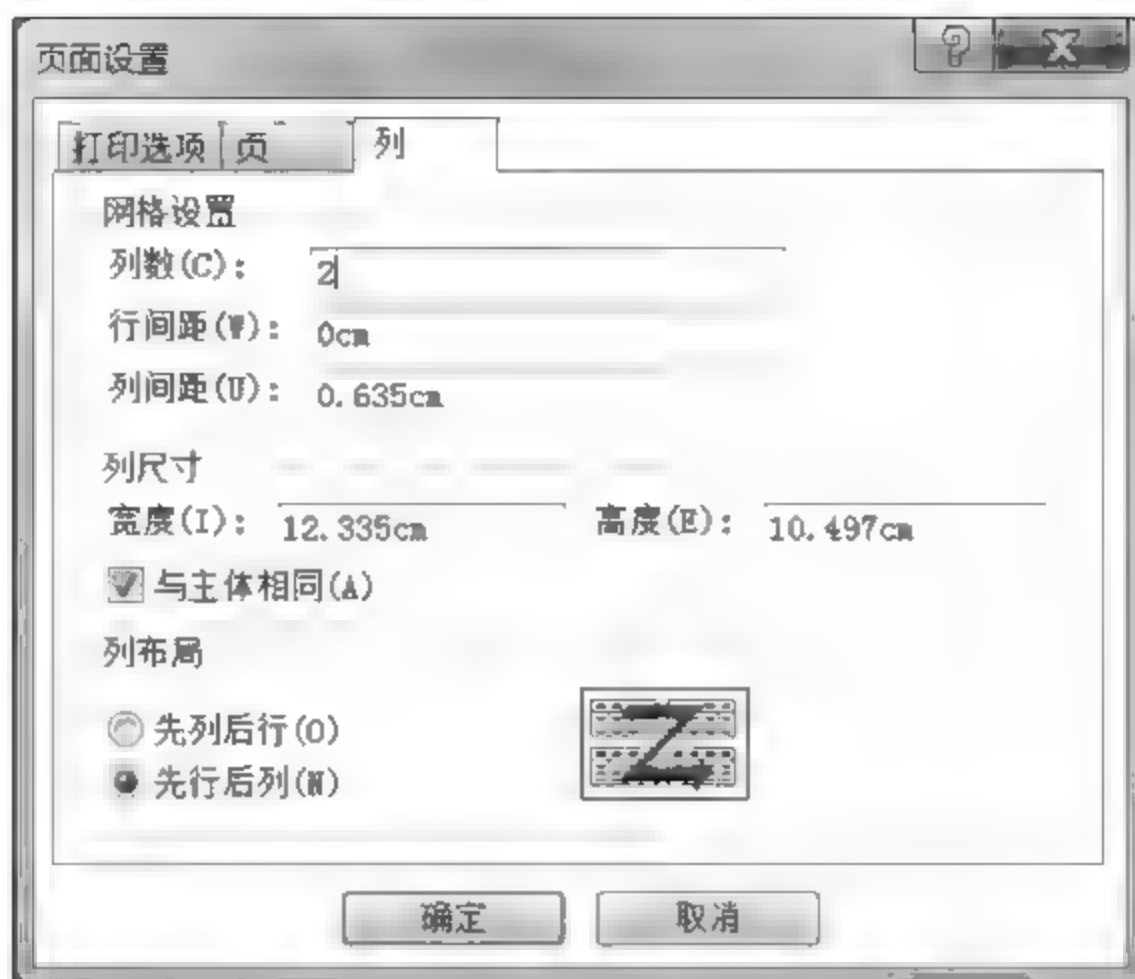 页面设置
打印选项 页 列
网格设置
列数(C): 2
行间距(W): 0cm
列间距(U): 0.635cm
列尺寸
宽度(I): 12.335cm 高度(E): 10.497cm
与主体相同(A)
列布局
先列后行(O)
先行后列(N)
确定 取消